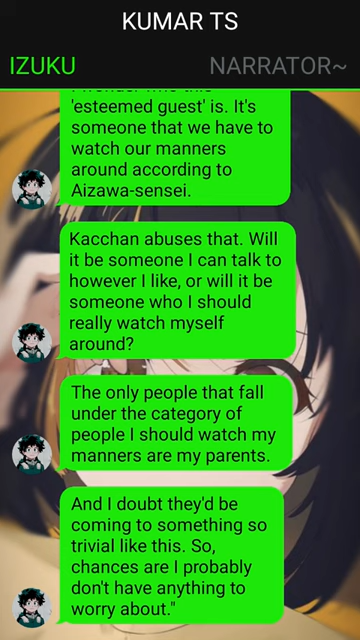 KUMAR TS
IZUKU
NARRATOR~
'esteemed guest' is. It's
someone that we have to
watch our manners
around according to
Aizawa-sensei.
Kacchan abuses that. Will
it be someone I can talk to
however I like, or will it be
someone who I should
really watch myself
around?
The only people that fall
under the category of
people I should watch my
manners are my parents.
And I doubt they'd be
coming to something so
trivial like this. So,
chances are I probably
don't have anything to
worry about."